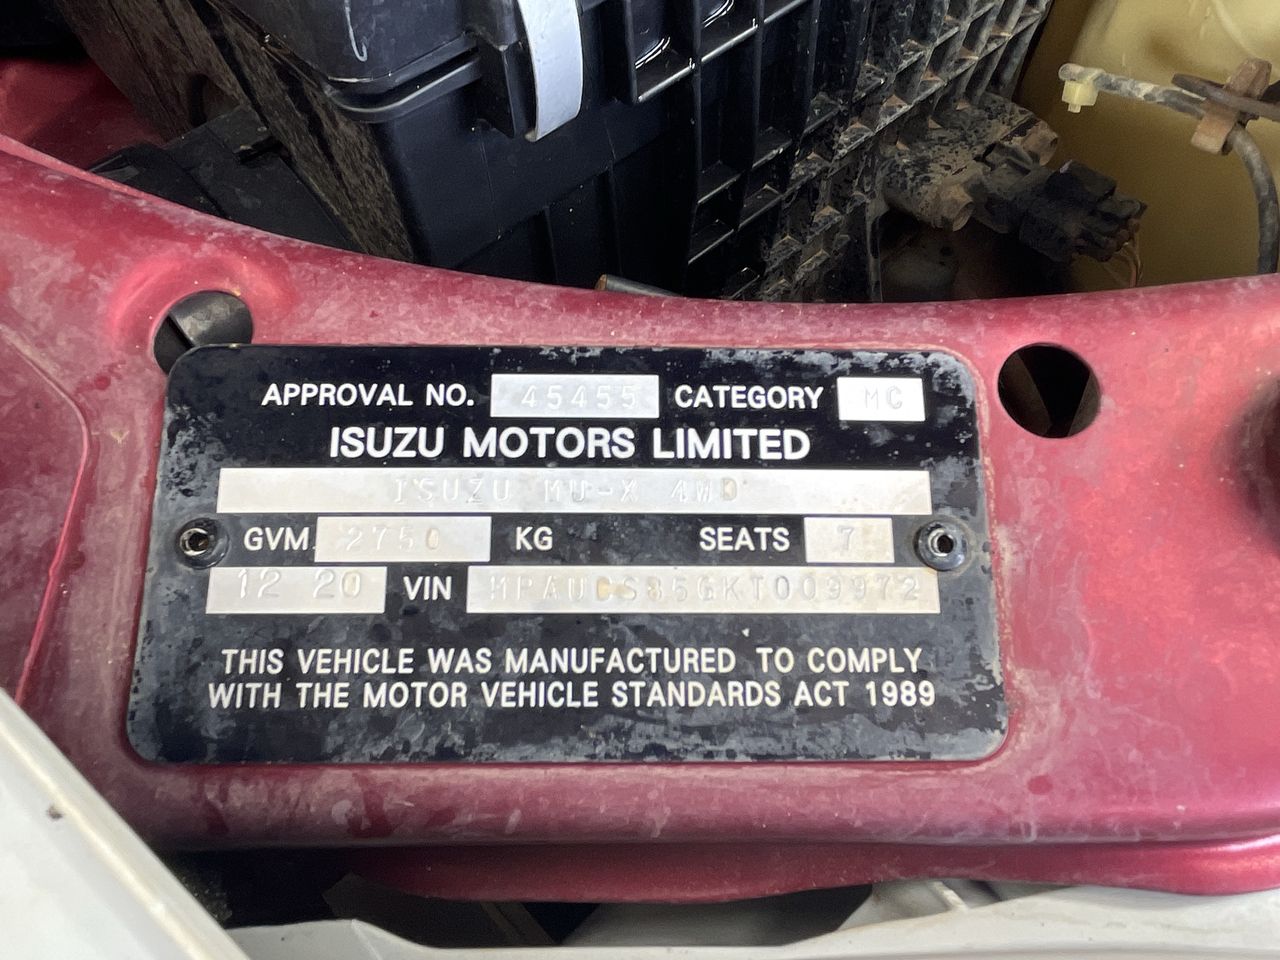 APPROVAL NO. 45455 CATEGORY MC
ISUZU MOTORS LIMITED
ISUZU MU-X 4WD
GVM. 2750 KG SEATS 7
12 20 VIN MPAUCS85GKT009972
THIS VEHICLE WAS MANUFACTURED TO COMPLY
WITH THE MOTOR VEHICLE STANDARDS ACT 1989